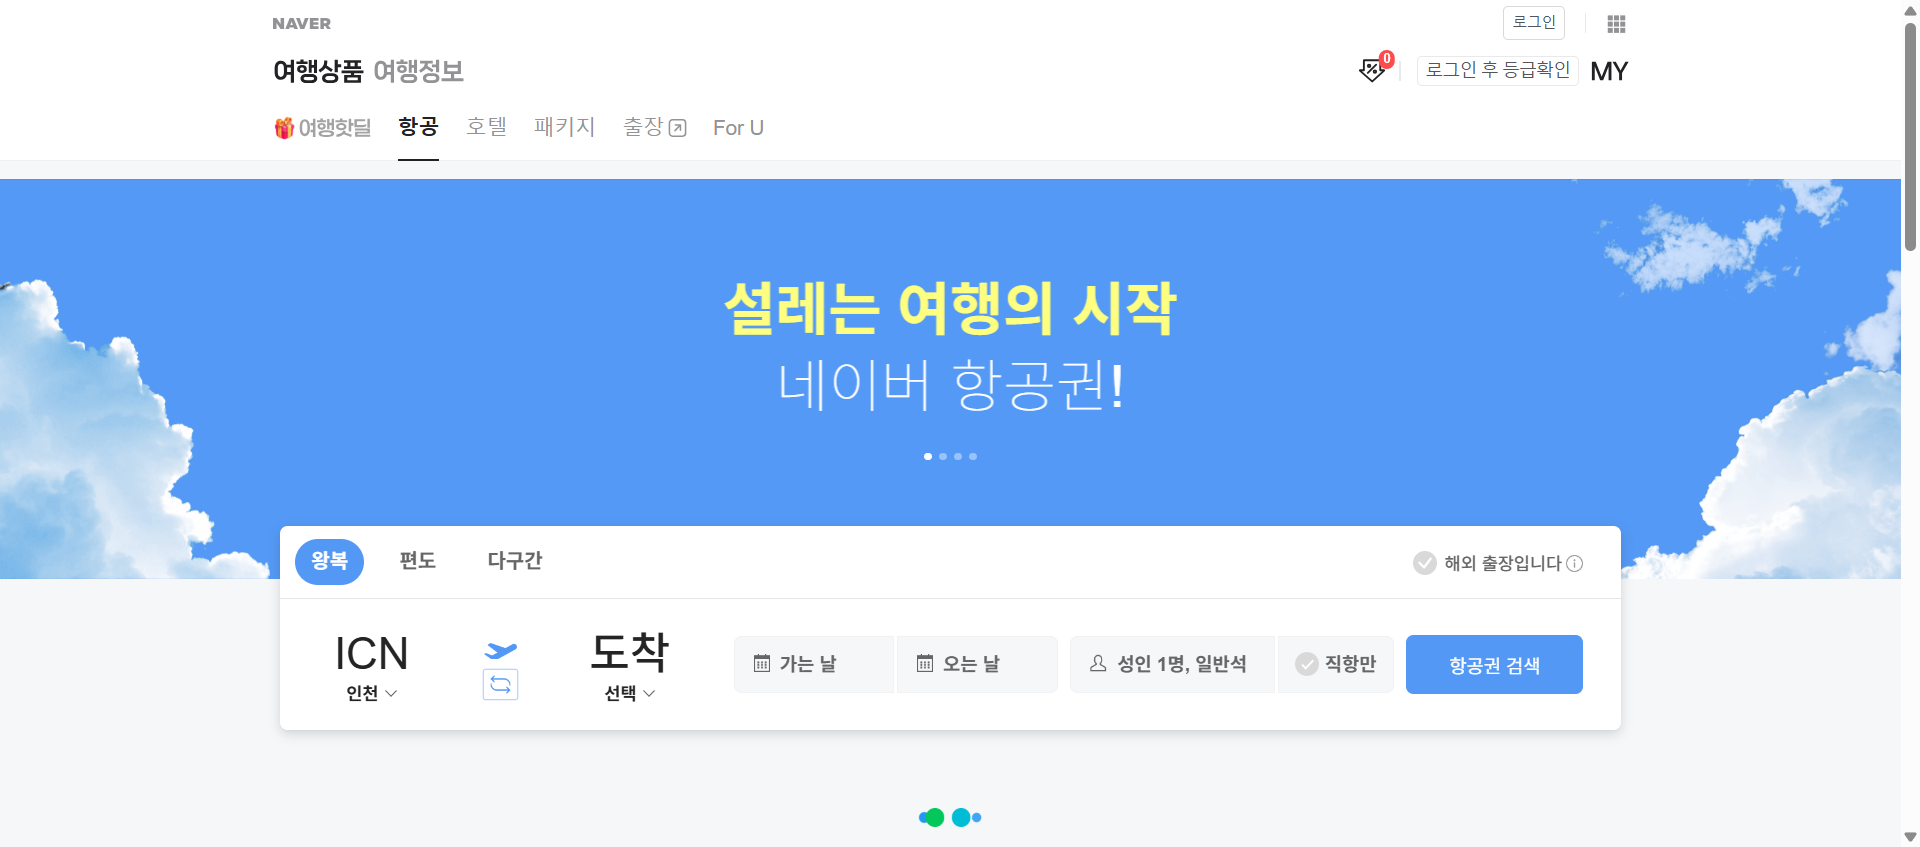 NAVER
로그인
여행상품 여행정보
0
로그인 후 등급확인 MY
여행핫딜 항공 호텔 패키지 출장 For U
설레는 여행의 시작
네이버 항공권!
왕복 편도 다구간
해외 출장입니다
ICN
인천
도착
선택
가는 날
오는 날
성인 1명, 일반석
직항만
항공권 검색